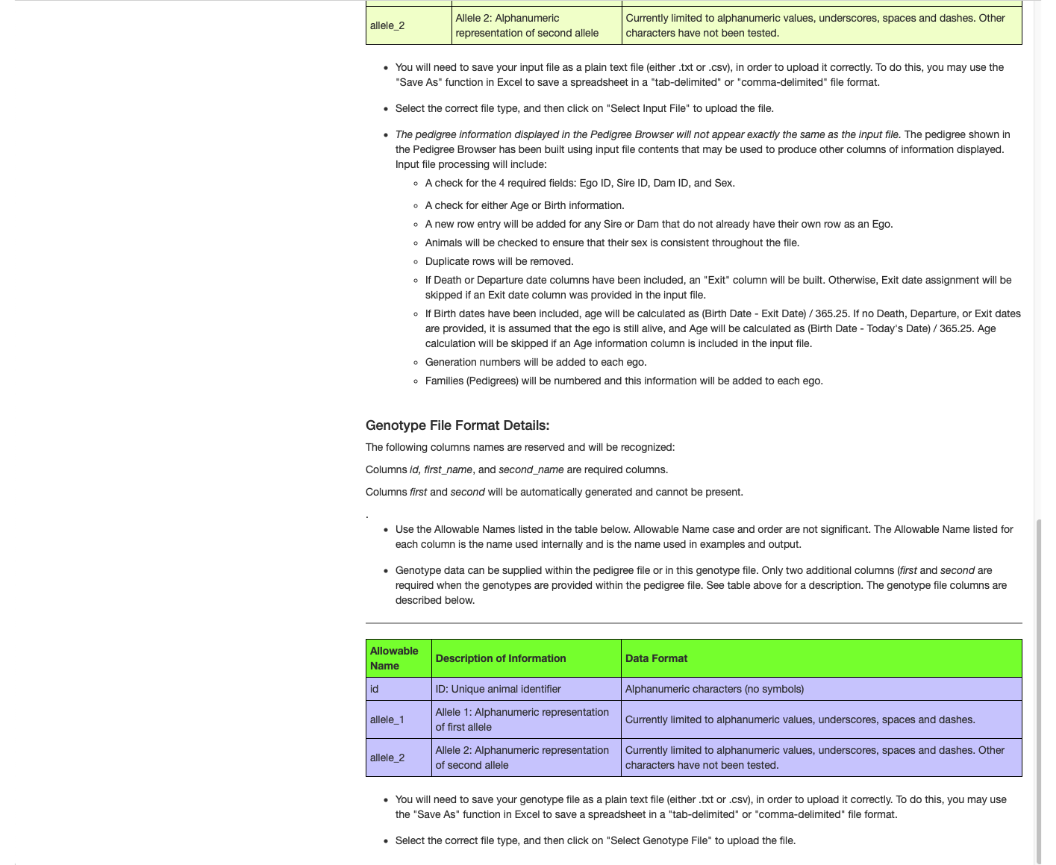 allele_2
Allele 2: Alphanumeric
representation of second allele
Currently limited to alphanumeric values, underscores, spaces and dashes. Other
characters have not been tested.
• You will need to save your input file as a plain text file (either .txt or .csv), in order to upload it correctly. To do this, you may use the
"Save As" function in Excel to save a spreadsheet in a "tab-delimited" or "comma-delimited" file format.
• Select the correct file type, and then click on "Select Input File" to upload the file.
• The pedigree information displayed in the Pedigree Browser will not appear exactly the same as the input file. The pedigree shown in
the Pedigree Browser has been built using input file contents that may be used to produce other columns of information displayed.
Input file processing will include:
◦ A check for the 4 required fields: Ego ID, Sire ID, Dam ID, and Sex.
◦ A check for either Age or Birth information.
◦ A new row entry will be added for any Sire or Dam that do not already have their own row as an Ego.
◦ Animals will be checked to ensure that their sex is consistent throughout the file.
◦ Duplicate rows will be removed.
◦ If Death or Departure date columns have been included, an "Exit" column will be built. Otherwise, Exit date assignment will be
skipped if an Exit date column was provided in the input file.
◦ If Birth dates have been included, age will be calculated as (Birth Date - Exit Date) / 365.25. If no Death, Departure, or Exit dates
are provided, it is assumed that the ego is still alive, and Age will be calculated as (Birth Date - Today's Date) / 365.25. Age
calculation will be skipped if an Age information column is included in the input file.
◦ Generation numbers will be added to each ego.
◦ Families (Pedigrees) will be numbered and this information will be added to each ego.
Genotype File Format Details:
The following columns names are reserved and will be recognized:
Columns id, first_name, and second_name are required columns.
Columns first and second will be automatically generated and cannot be present.
.
• Use the Allowable Names listed in the table below. Allowable Name case and order are not significant. The Allowable Name listed for
each column is the name used internally and is the name used in examples and output.
• Genotype data can be supplied within the pedigree file or in this genotype file. Only two additional columns (first and second are
required when the genotypes are provided within the pedigree file. See table above for a description. The genotype file columns are
described below.
Allowable
Name
Description of Information
Data Format
id
ID: Unique animal identifier
Alphanumeric characters (no symbols)
allele_1
Allele 1: Alphanumeric representation
of first allele
Currently limited to alphanumeric values, underscores, spaces and dashes.
allele_2
Allele 2: Alphanumeric representation
of second allele
Currently limited to alphanumeric values, underscores, spaces and dashes. Other
characters have not been tested.
• You will need to save your genotype file as a plain text file (either .txt or .csv), in order to upload it correctly. To do this, you may use
the "Save As" function in Excel to save a spreadsheet in a "tab-delimited" or "comma-delimited" file format.
• Select the correct file type, and then click on "Select Genotype File" to upload the file.